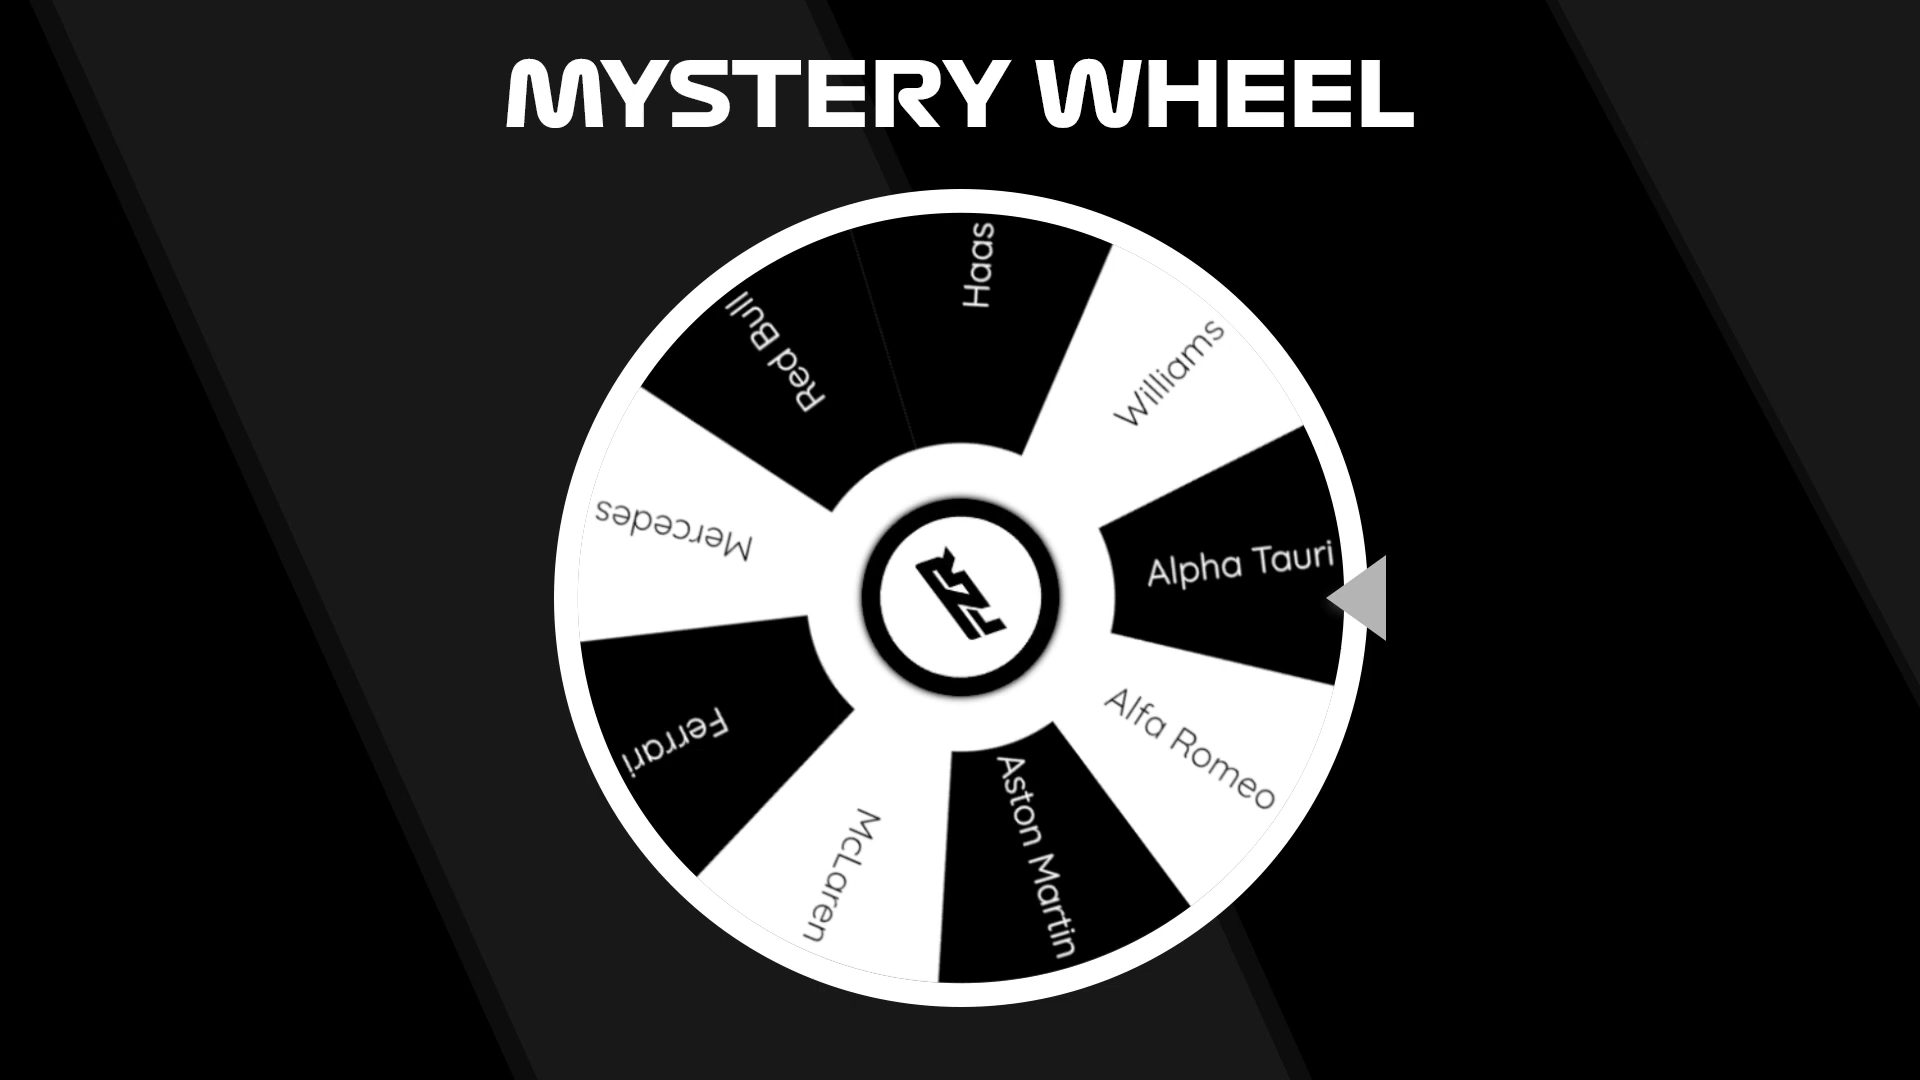 MYSTERY WHEEL
Haas
Williams
Alpha Tauri
Alfa Romeo
Aston Martin
McLaren
Ferrari
Mercedes
Red Bull